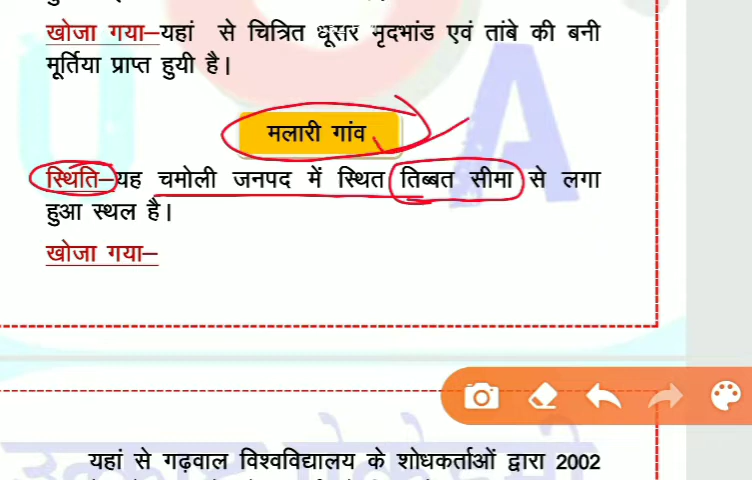 खोजा गया–यहां से चित्रित धूसर मृदभांड एवं तांबे की बनी
मूर्तिया प्राप्त हुयी है।
मलारी गांव
स्थिति–यह चमोली जनपद में स्थित तिब्बत सीमा से लगा
हुआ स्थल है।
खोजा गया–
यहां से गढ़वाल विश्वविद्यालय के शोधकर्ताओं द्वारा 2002